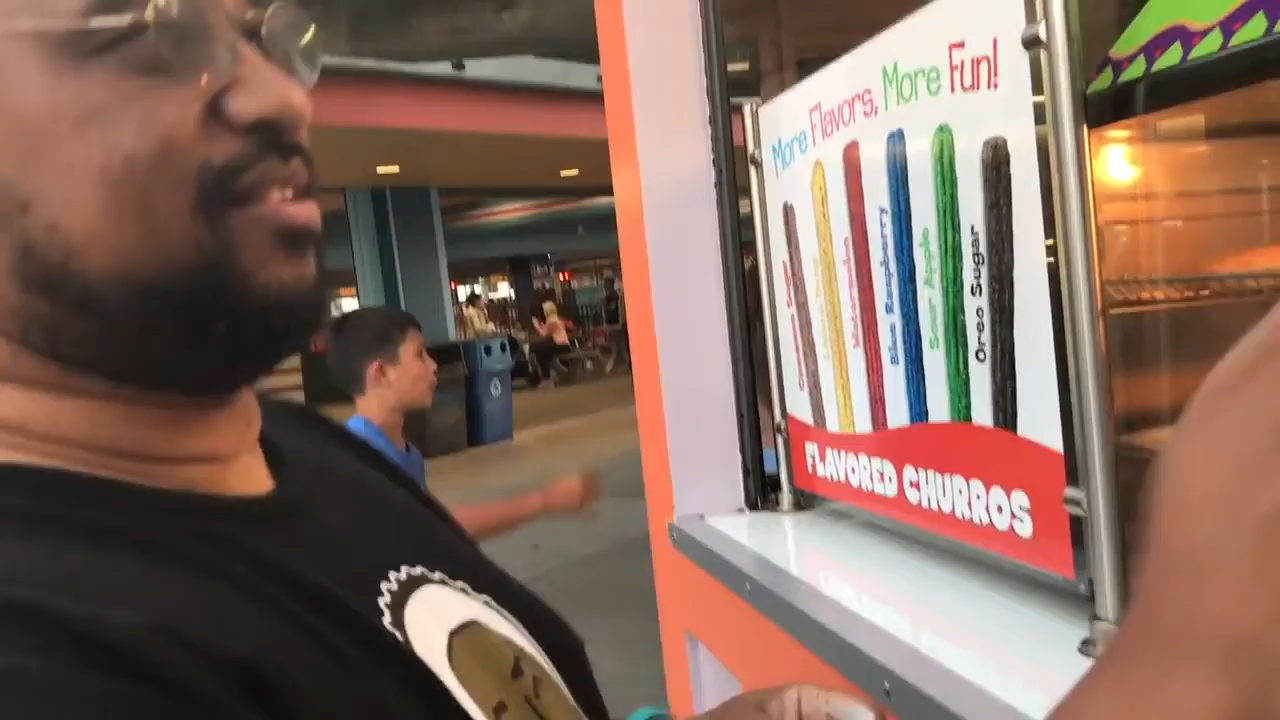 More Flavors, More Fun!
Watermelon
Blue Raspberry
Sour Apple
Oreo Sugar
FLAVORED CHURROS